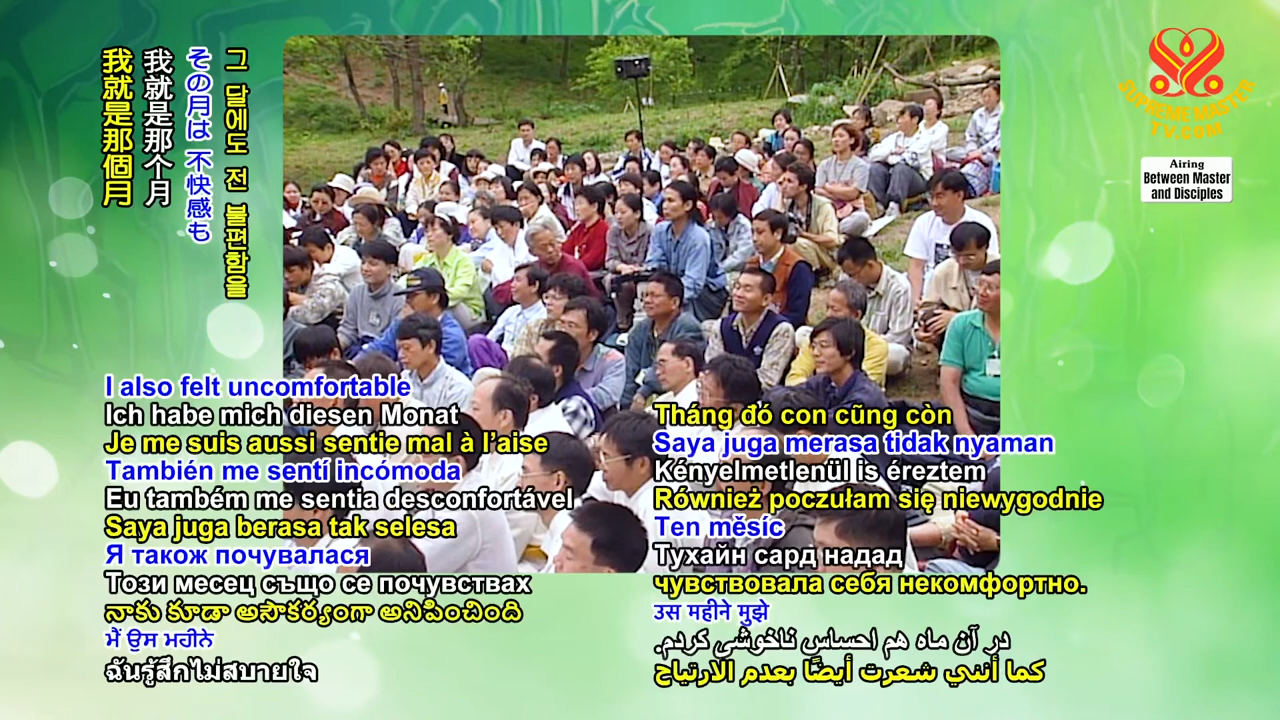 我就是那個月
我就是那个月
その月は 不快感も
그 달에도 전 불편함을
SUPREME MASTER
TV.COM
Airing
Between Master
and Disciples
I also felt uncomfortable
Ich habe mich diesen Monat
Je me suis aussi sentie mal à l’aise
También me sentí incómoda
Eu também me sentia desconfortável
Saya juga berasa tak selesa
Я також почувалася
Този месец също се почувствах
నాకు కూడా అసౌకర్యంగా అనిపించింది
ਮੈਂ ਉਸ ਮਹੀਨੇ
ฉันรู้สึกไม่สบายใจ
Tháng đó con cũng còn
Saya juga merasa tidak nyaman
Kényelmetlenül is éreztem
Również poczułam się niewygodnie
Ten měsíc
Тухайн сард надад
чувствовала себя некомфортно.
उस महीने मुझे
در آن ماه هم احساس ناخوشی کردم.
كما أنني شعرت أيضًا بعدم الارتياح